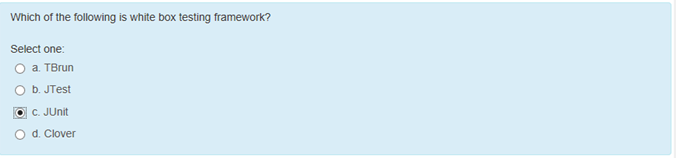 Which of the following is white box testing framework?
Select one:
a. TBrun
b. JTest
c. JUnit
d. Clover